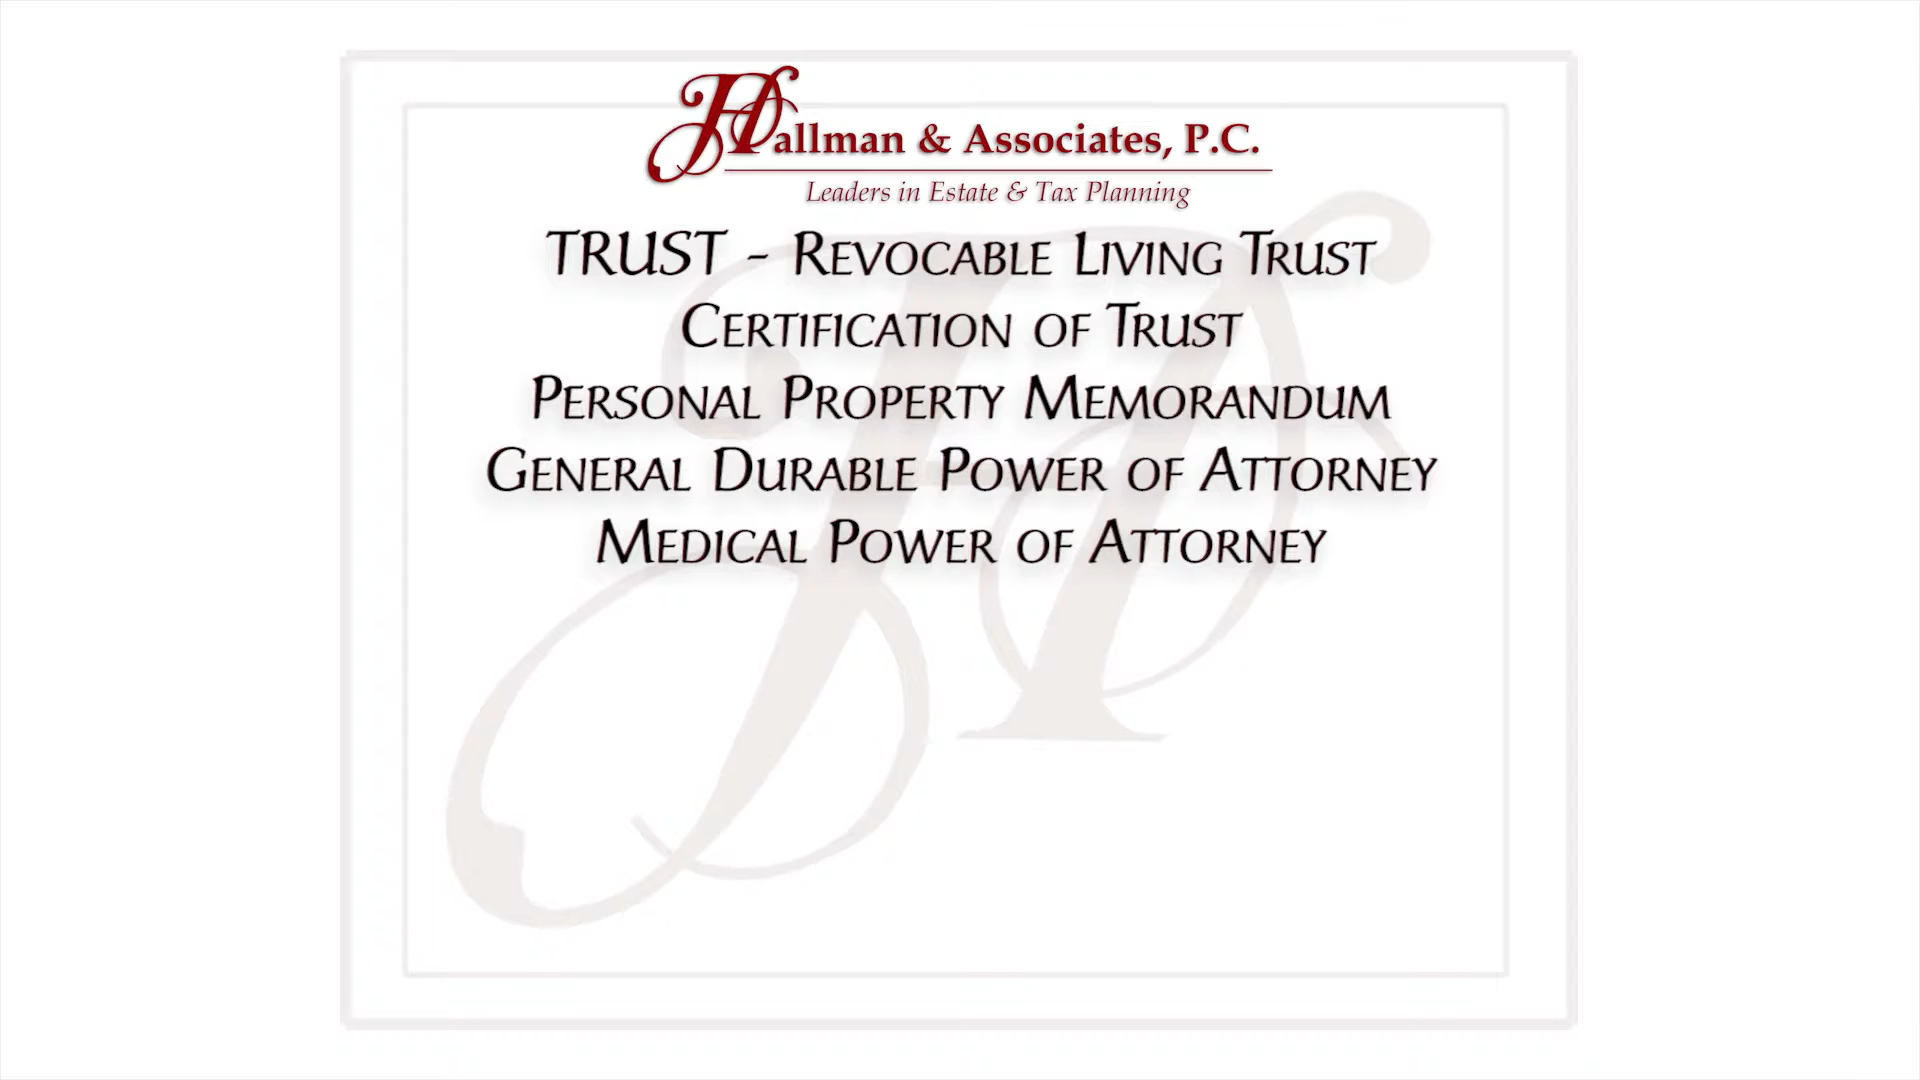 Hallman & Associates, P.C.
Leaders in Estate & Tax Planning
TRUST - REVOCABLE LIVING TRUST
CERTIFICATION OF TRUST
PERSONAL PROPERTY MEMORANDUM
GENERAL DURABLE POWER OF ATTORNEY
MEDICAL POWER OF ATTORNEY